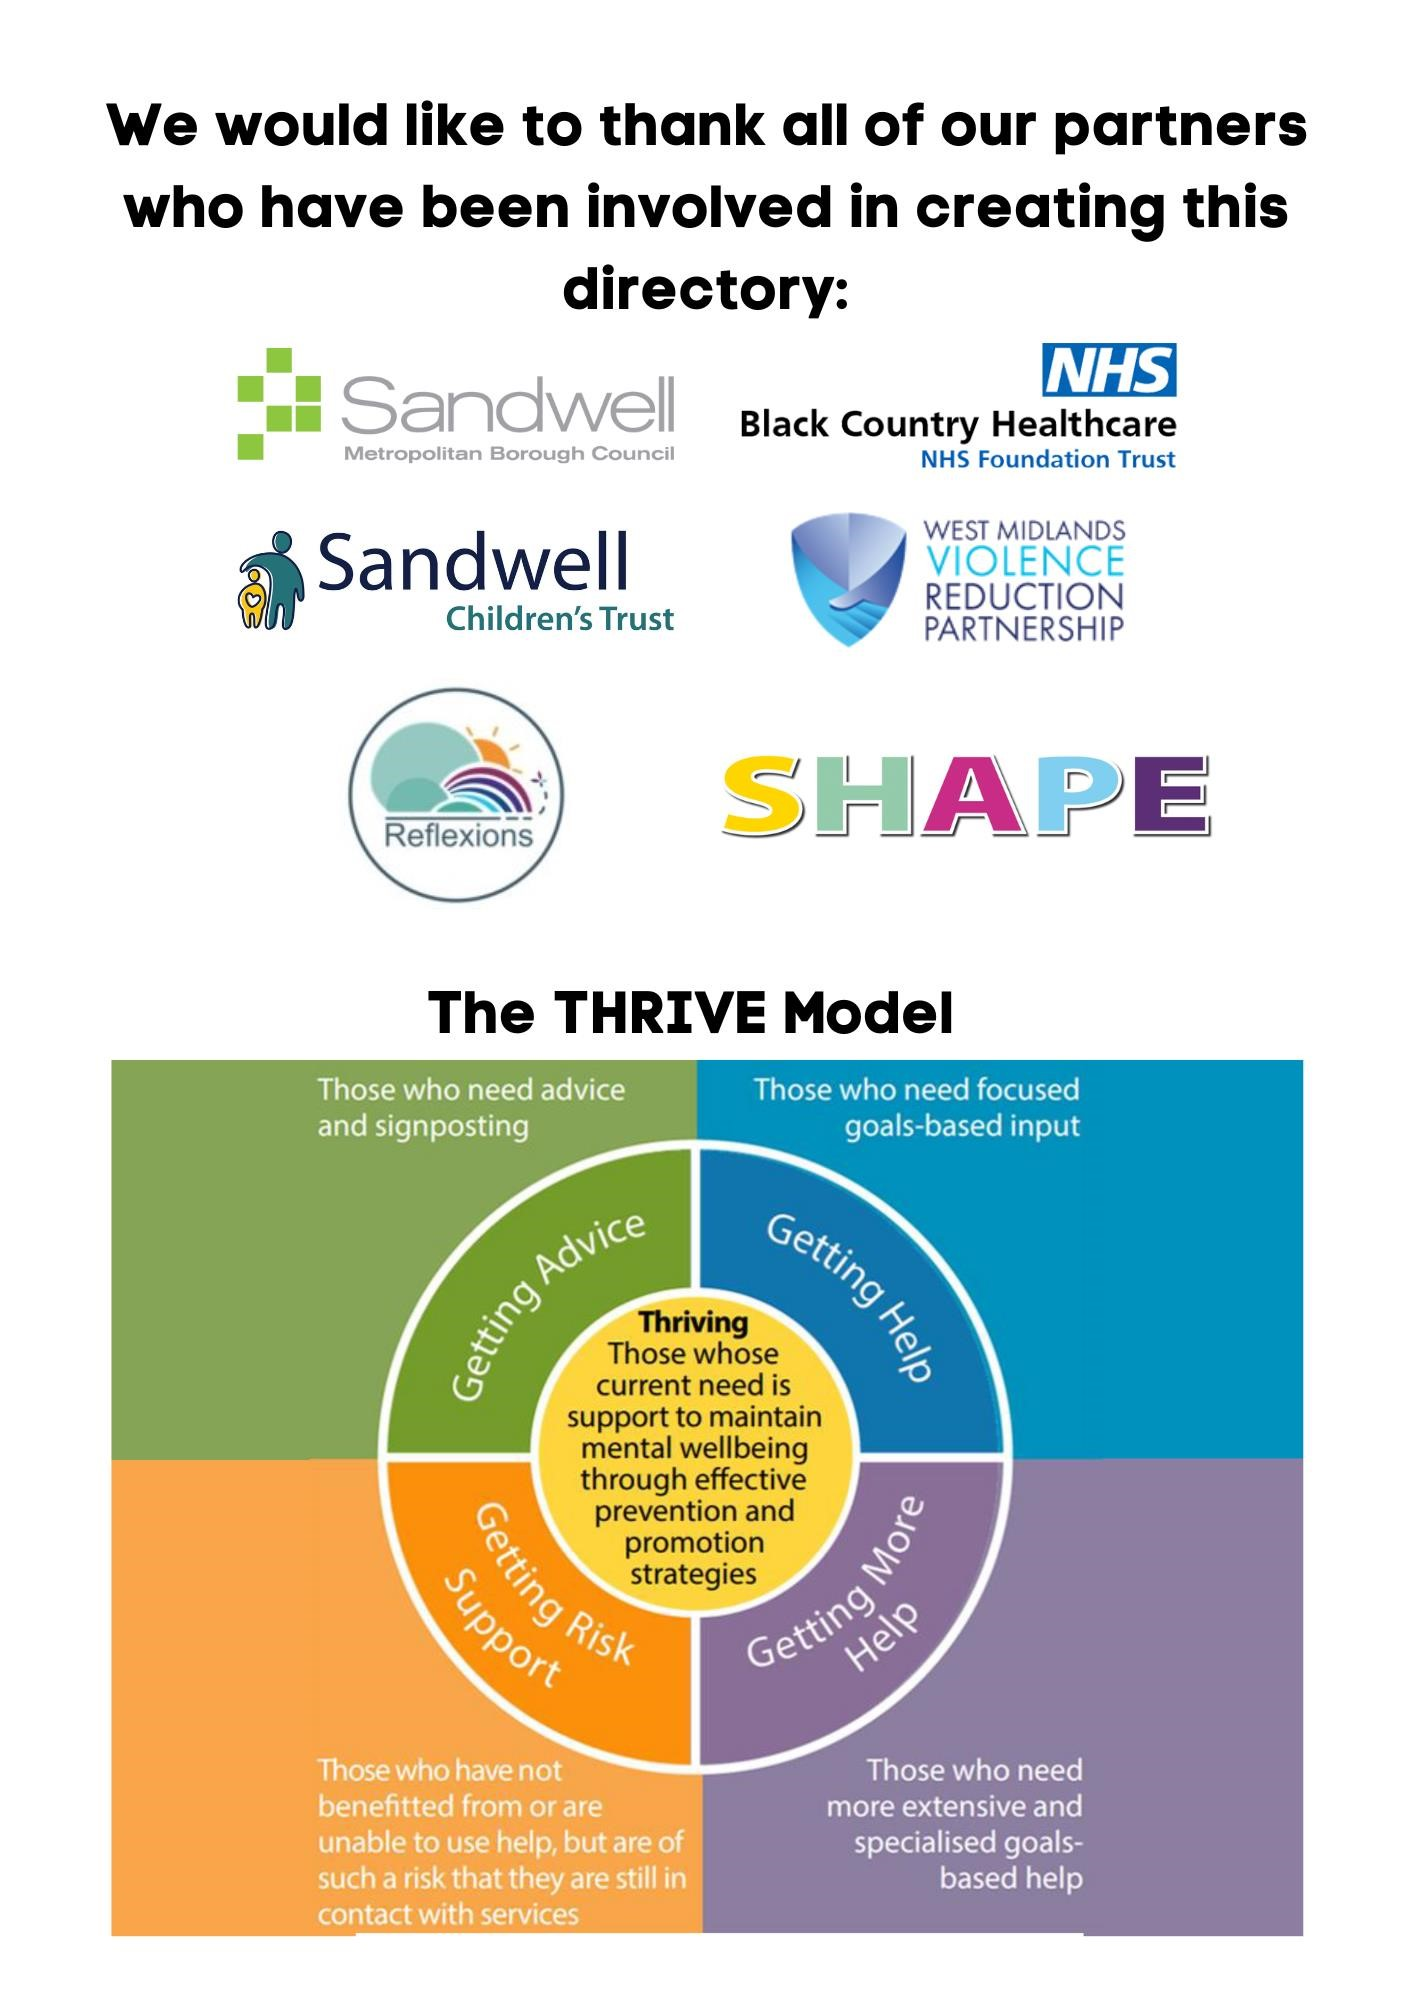 We would like to thank all of our partners
who have been involved in creating this
directory:
Sandwell
Metropolitan Borough Council
NHS
Black Country Healthcare
NHS Foundation Trust
Sandwell
Children's Trust
WEST MIDLANDS
VIOLENCE
REDUCTION
PARTNERSHIP
Reflexions
SHAPE
The THRIVE Model
Those who need advice
and signposting
Those who need focused
goals-based input
Getting Advice
Getting Help
Thriving
Those whose
current need is
support to maintain
mental wellbeing
through effective
prevention and
promotion
strategies
Getting Risk
Support
Getting More
Help
Those who have not
benefitted from or are
unable to use help, but are of
such a risk that they are still in
contact with services
Those who need
more extensive and
specialised goals-
based help